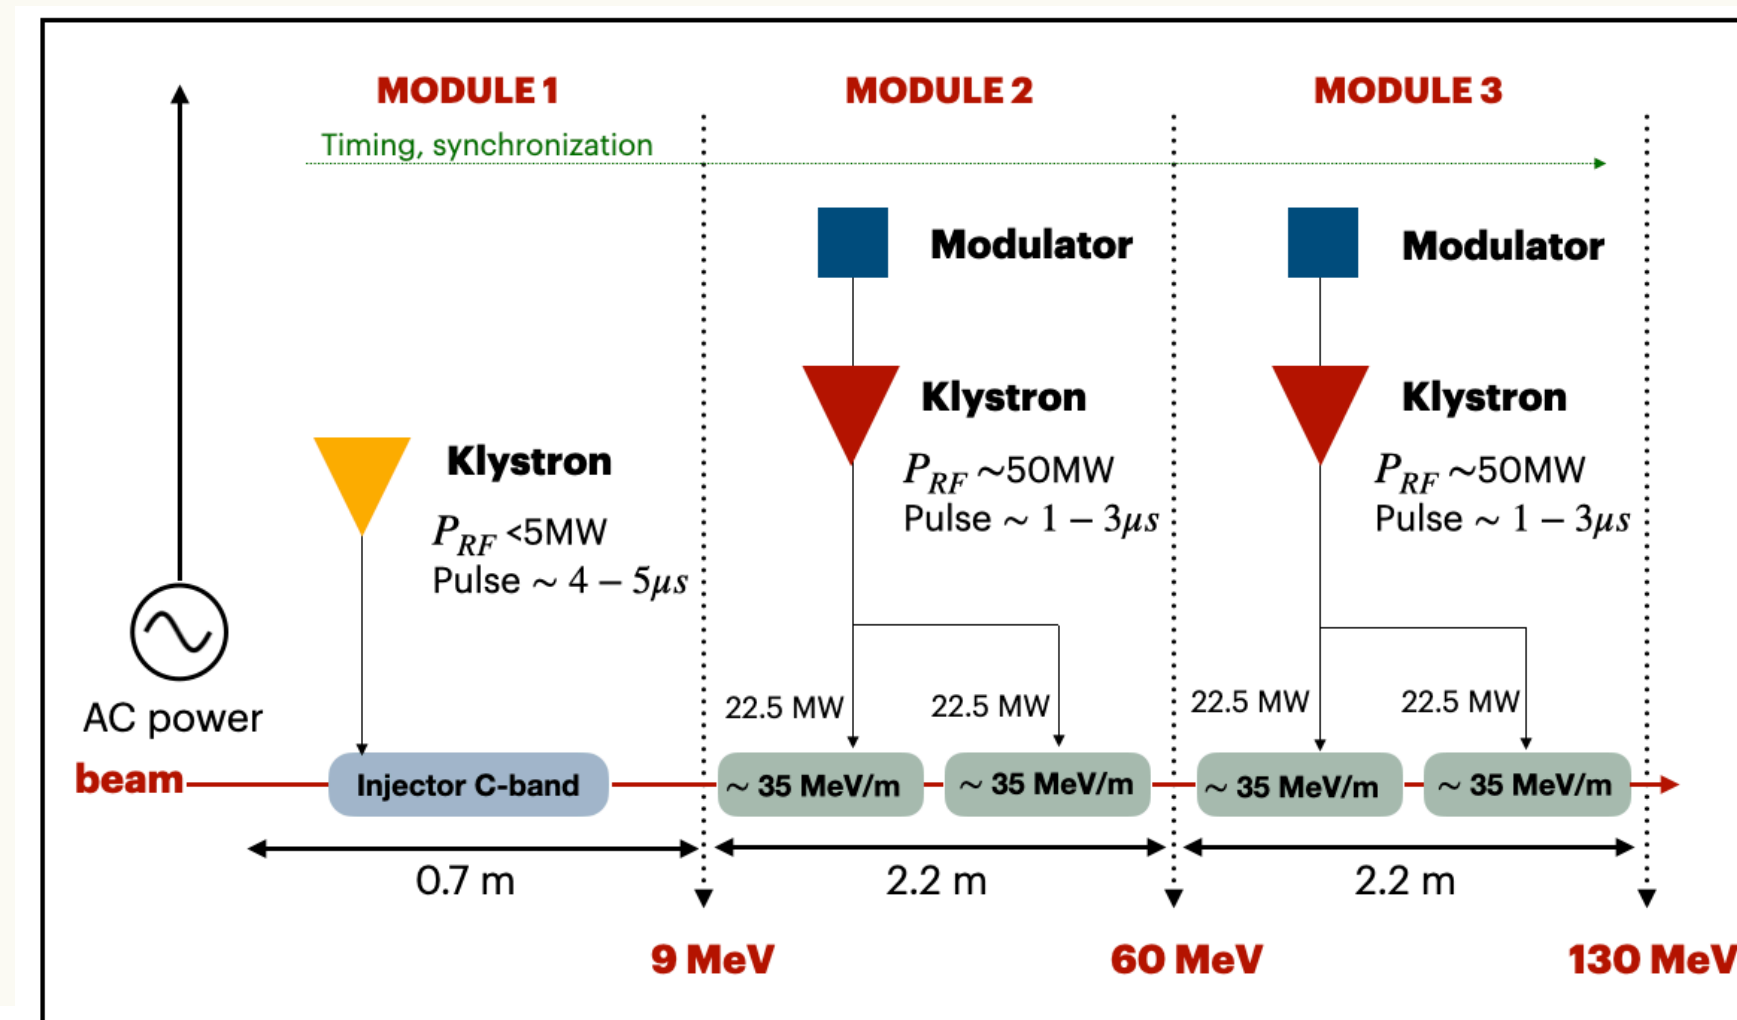 MODULE 1
MODULE 2
MODULE 3
Timing, synchronization
Modulator
Modulator
Klystron
P_RF ~50MW
Pulse ~ 1 – 3μs
Klystron
P_RF ~50MW
Pulse ~ 1 – 3μs
Klystron
P_RF <5MW
Pulse ~ 4 – 5μs
AC power
22.5 MW
22.5 MW
22.5 MW
22.5 MW
beam
Injector C-band
~ 35 MeV/m
~ 35 MeV/m
~ 35 MeV/m
~ 35 MeV/m
0.7 m
2.2 m
2.2 m
9 MeV
60 MeV
130 MeV